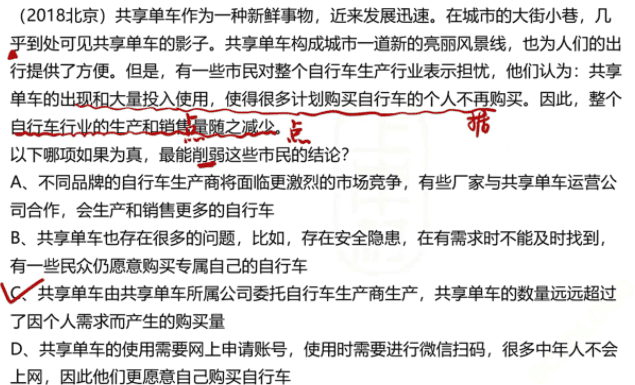 （2018北京）共享单车作为一种新鲜事物，近来发展迅速。在城市的大街小巷，几
乎到处可见共享单车的影子。共享单车构成城市一道新的亮丽风景线，也为人们的出
行提供了方便。但是，有一些市民对整个自行车生产行业表示担忧，他们认为：共享
单车的出现和大量投入使用，使得很多计划购买自行车的个人不再购买。因此，整个
自行车行业的生产和销售量随之减少。
点 点 据
以下哪项如果为真，最能削弱这些市民的结论？
A、不同品牌的自行车生产商将面临更激烈的市场竞争，有些厂家与共享单车运营公
司合作，会生产和销售更多的自行车
B、共享单车也存在很多的问题，比如，存在安全隐患，在有需求时不能及时找到，
有一些民众仍愿意购买专属自己的自行车
C、共享单车由共享单车所属公司委托自行车生产商生产，共享单车的数量远远超过
了因个人需求而产生的购买量
D、共享单车的使用需要网上申请账号，使用时需要进行微信扫码，很多中年人不会
上网，因此他们更愿意自己购买自行车